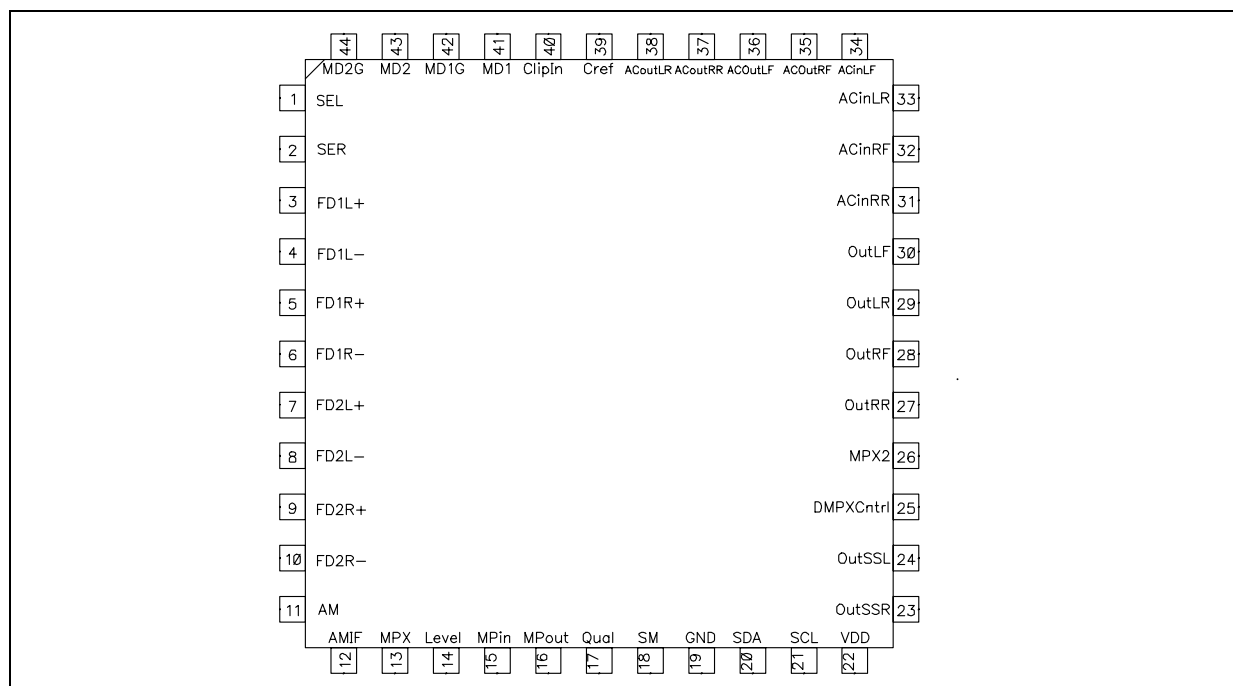 44 43 42 41 40 39 38 37 36 35 34
MD2G MD2 MD1G MD1 ClipIn Cref ACoutLR ACoutRR ACOutLF ACOutRF ACinLF
1 SEL ACinLR 33
2 SER ACinRF 32
3 FD1L+ ACinRR 31
4 FD1L− OutLF 30
5 FD1R+ OutLR 29
6 FD1R− OutRF 28
7 FD2L+ OutRR 27
8 FD2L− MPX2 26
9 FD2R+ DMPXCntrl 25
10 FD2R− OutSSL 24
11 AM OutSSR 23
AMIF MPX Level MPin MPout Qual SM GND SDA SCL VDD
12 13 14 15 16 17 18 19 20 21 22